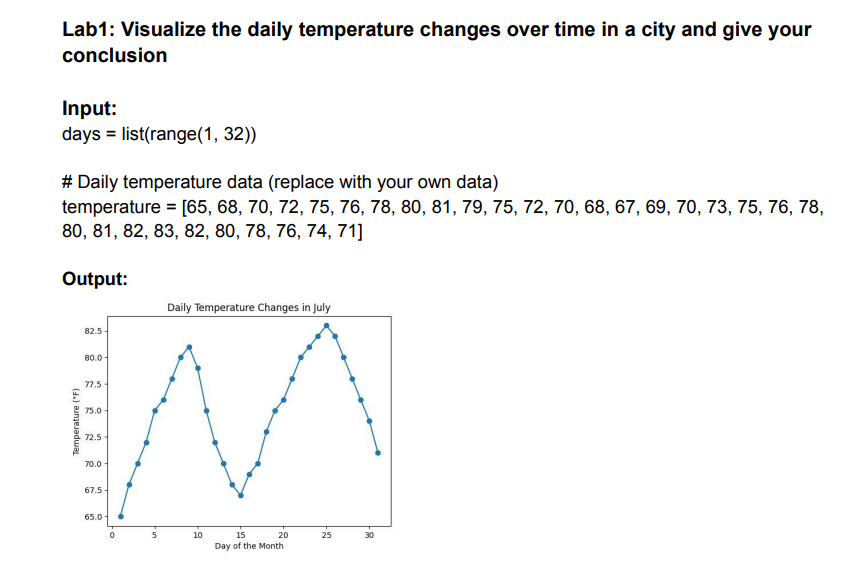 Lab1: Visualize the daily temperature changes over time in a city and give your
conclusion
Input:
days = list(range(1, 32))
# Daily temperature data (replace with your own data)
temperature = [65, 68, 70, 72, 75, 76, 78, 80, 81, 79, 75, 72, 70, 68, 67, 69, 70, 73, 75, 76, 78,
80, 81, 82, 83, 82, 80, 78, 76, 74, 71]
Output:
Daily Temperature Changes in July
Temperature (°F)
82.5
80.0
77.5
75.0
72.5
70.0
67.5
65.0
0 5 10 15 20 25 30
Day of the Month